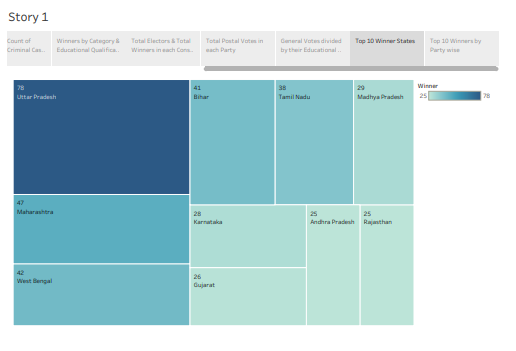 Story 1
Count of
Criminal Cas..
Winners by Category &
Educational Qualifica..
Total Electors & Total
Winners in each Cons..
Total Postal Votes in
each Party
General Votes divided
by their Educational ..
Top 10 Winner States
Top 10 Winners by
Party wise
78
Uttar Pradesh
47
Maharashtra
42
West Bengal
41
Bihar
38
Tamil Nadu
29
Madhya Pradesh
28
Karnataka
26
Gujarat
25
Andhra Pradesh
25
Rajasthan
Winner
25 78